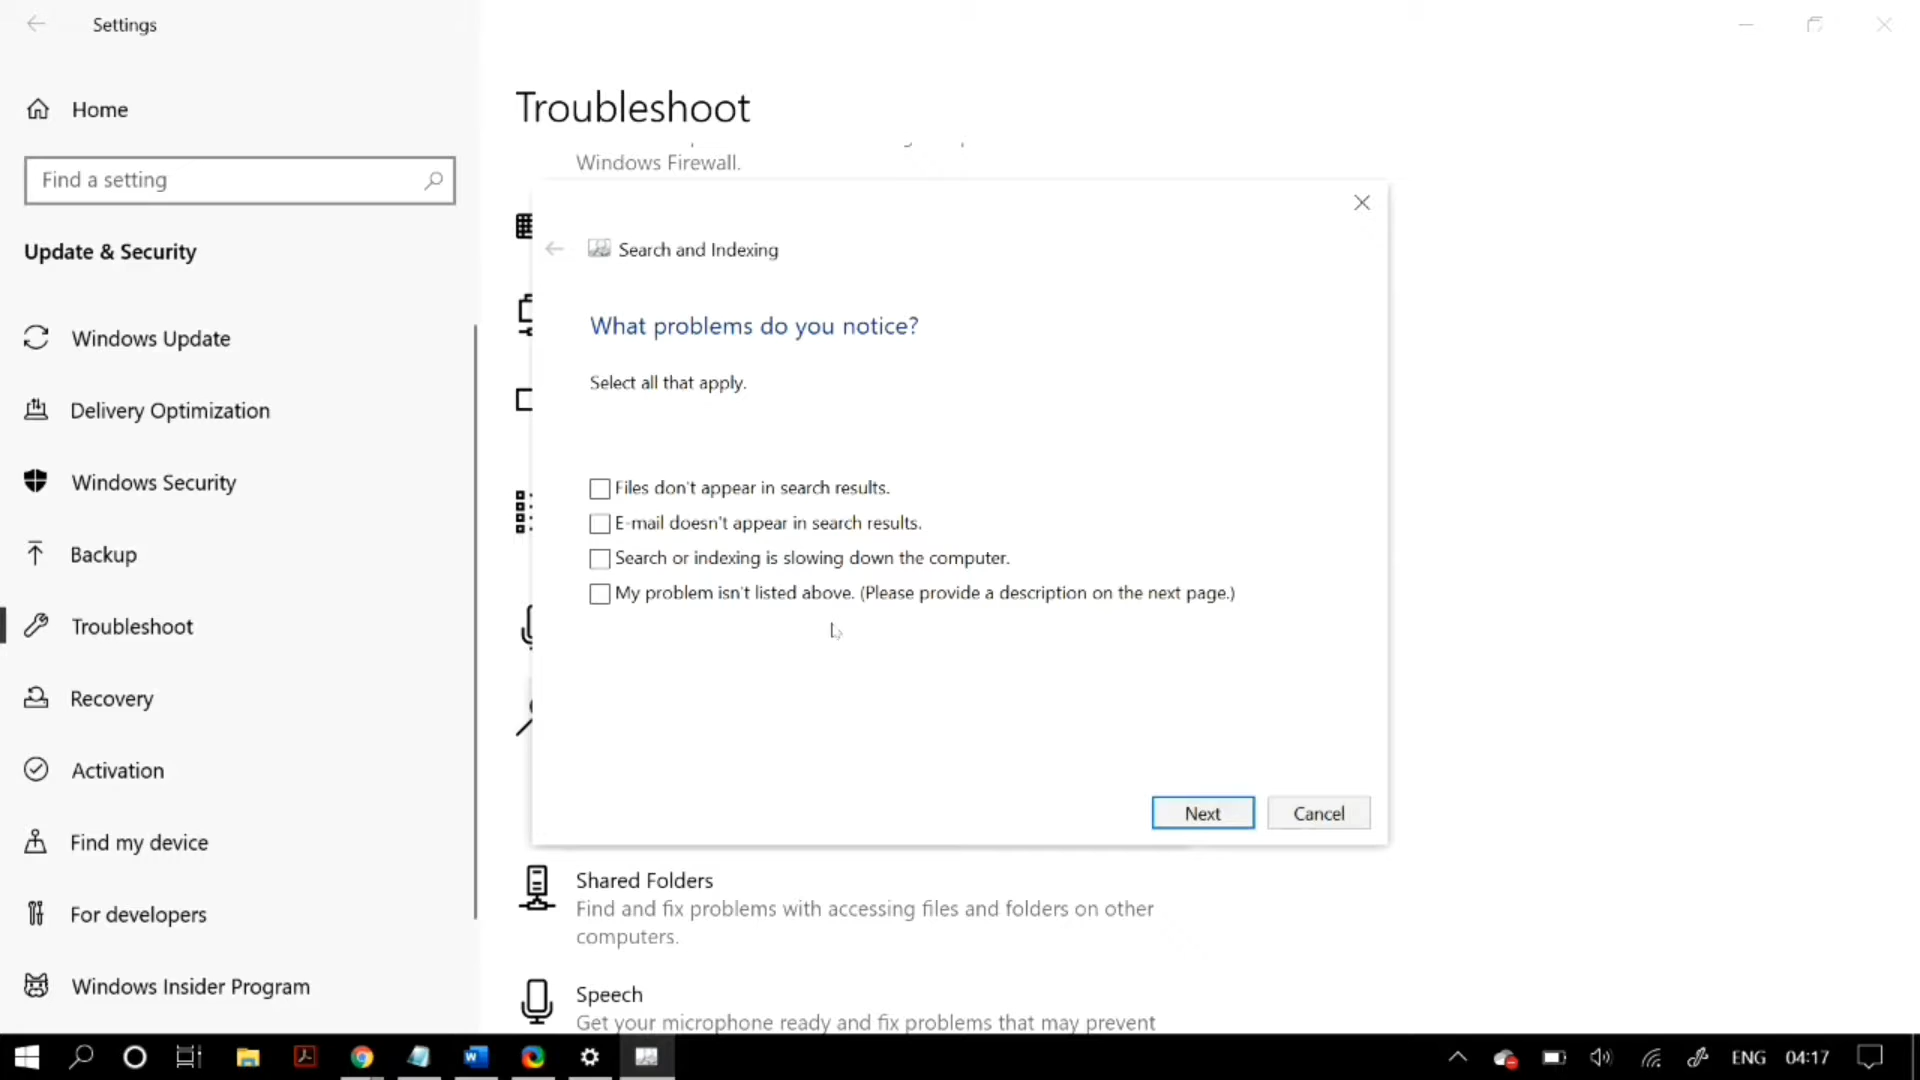 Settings
Home
Find a setting
Update & Security
Windows Update
Delivery Optimization
Windows Security
Backup
Troubleshoot
Recovery
Activation
Find my device
For developers
Windows Insider Program
Troubleshoot
Windows Firewall.
Search and Indexing
What problems do you notice?
Select all that apply.
Files don't appear in search results.
E-mail doesn't appear in search results.
Search or indexing is slowing down the computer.
My problem isn't listed above. (Please provide a description on the next page.)
Next
Cancel
Shared Folders
Find and fix problems with accessing files and folders on other
computers.
Speech
Get your microphone ready and fix problems that may prevent
ENG
04:17